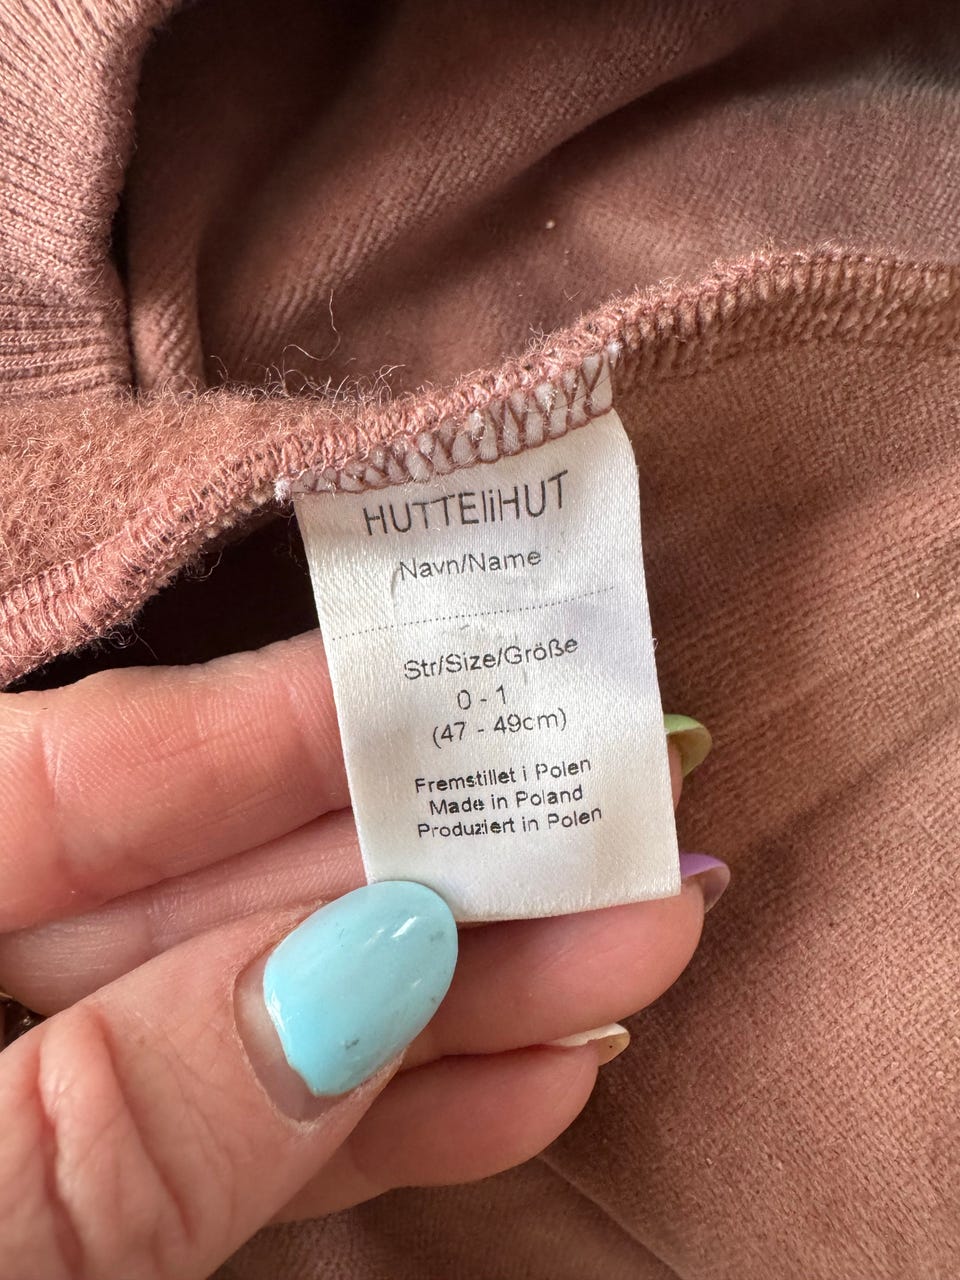 HUTTEliHUT
Navn/Name
Str/Size/Größe
0 - 1
(47 - 49cm)
Fremstillet i Polen
Made in Poland
Produziert in Polen